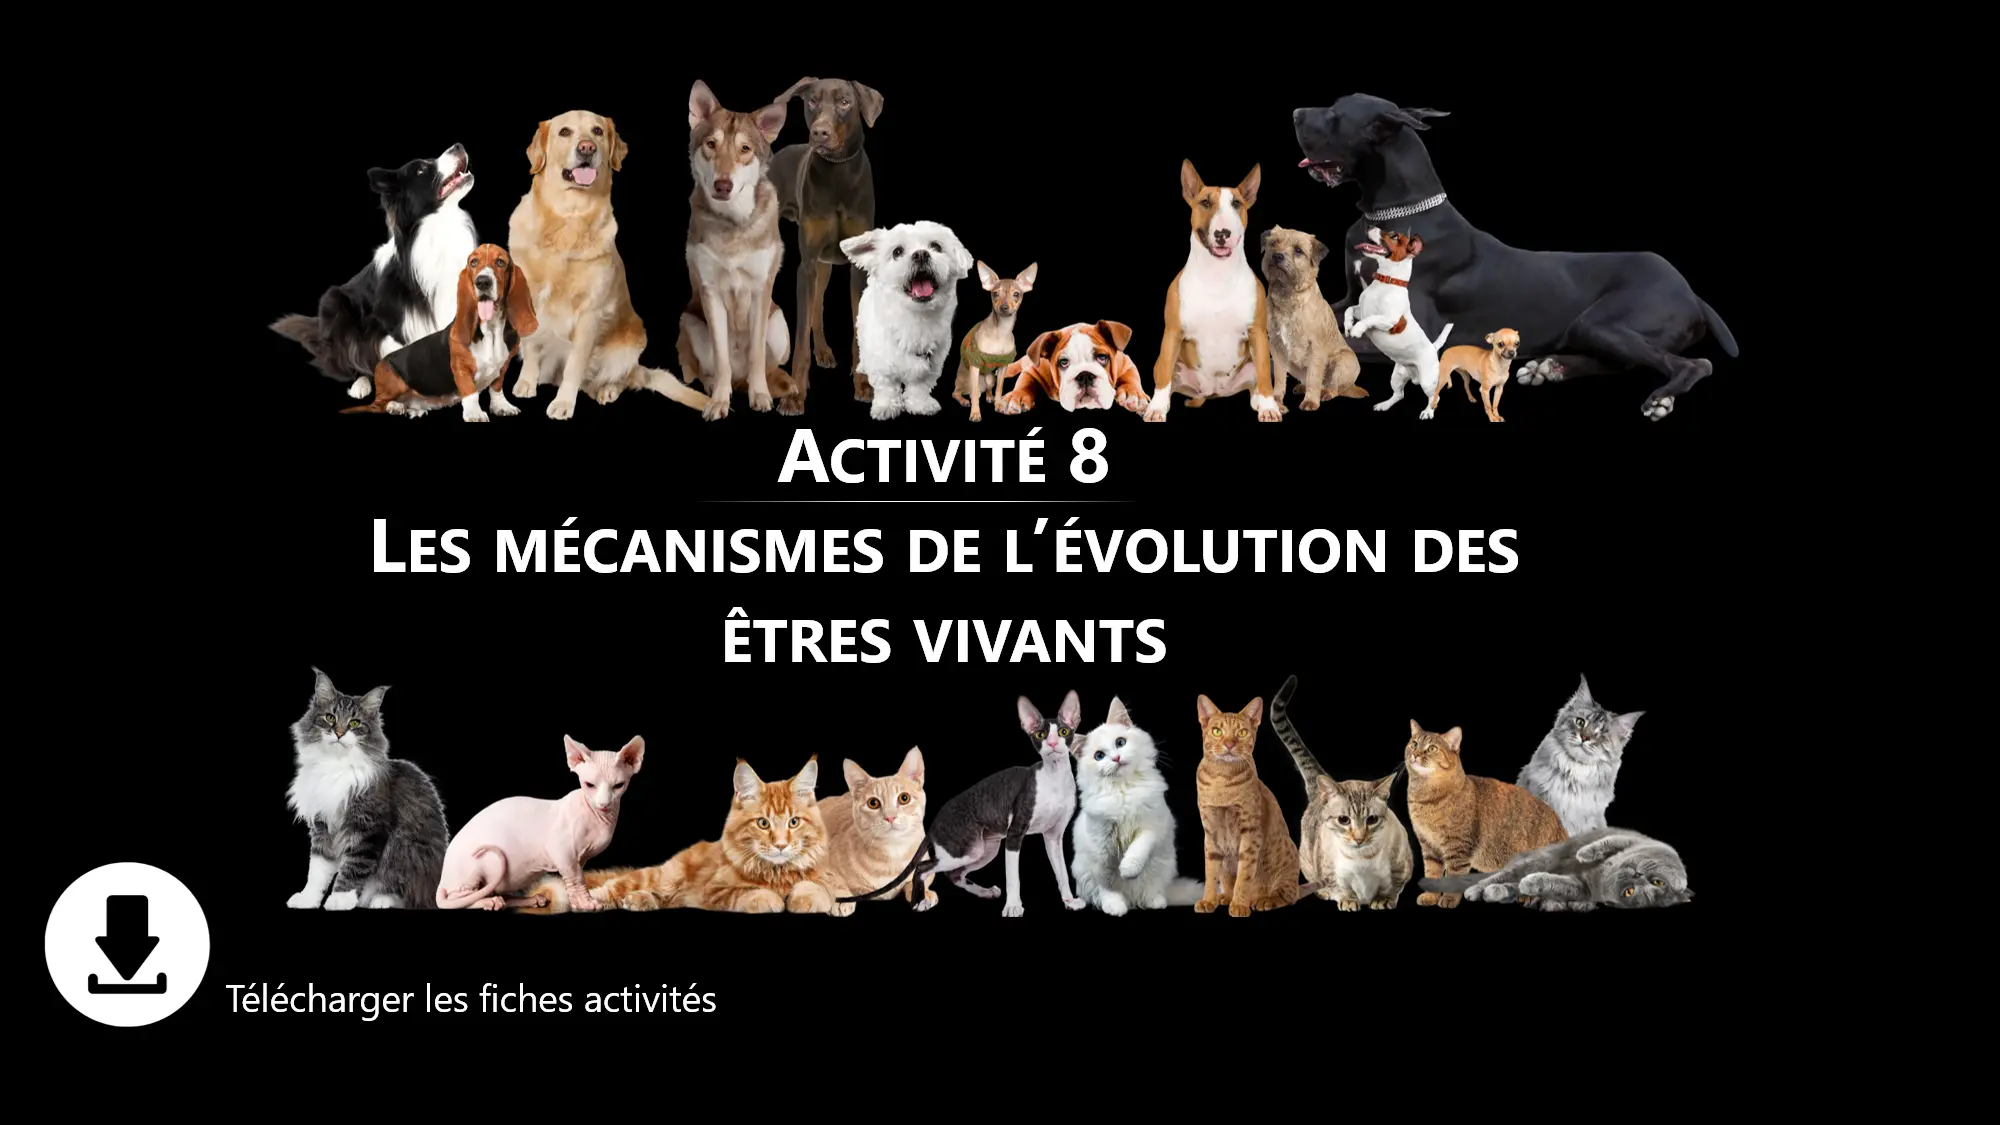 Activité 8
Les mécanismes de l’évolution des
êtres vivants
Télécharger les fiches activités